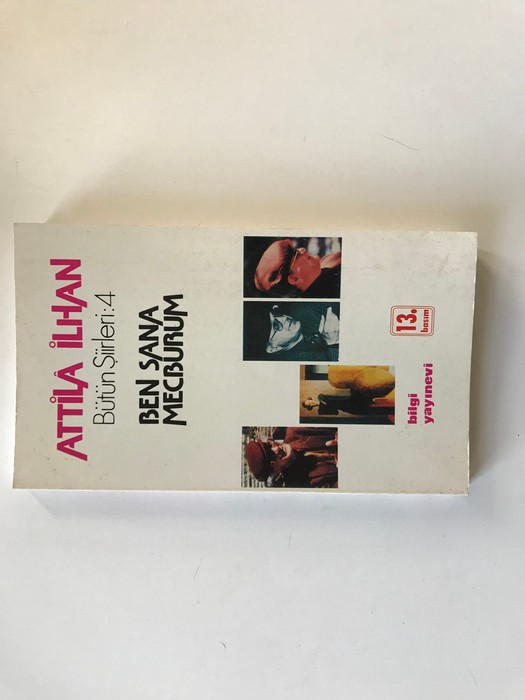 ATTİLÂ İLHAN
Bütün Şiirleri:4
BEN SANA
MECBURUM
13.
basım
bilgi
yayınevi